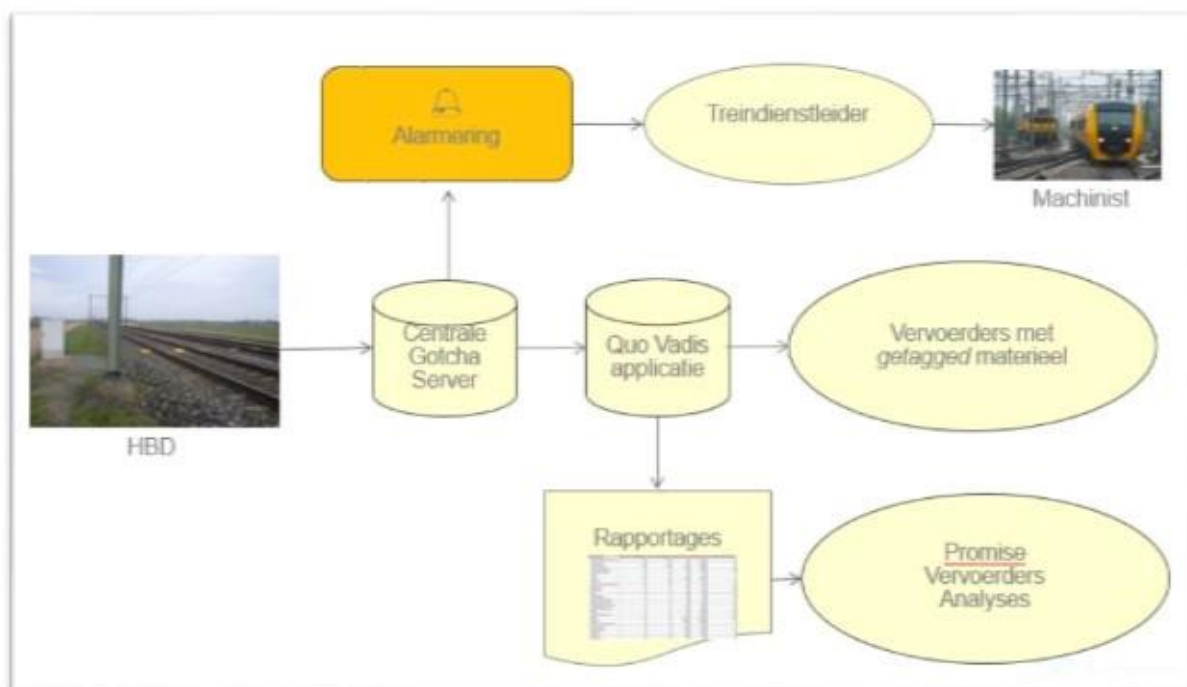 Alarmering
Treindienstleider
Machinist
HBD
Centrale
Gotcha
Server
Quo Vadis
applicatie
Vervoerders met
getagged materieel
Rapportages
Promise
Vervoerders
Analyses